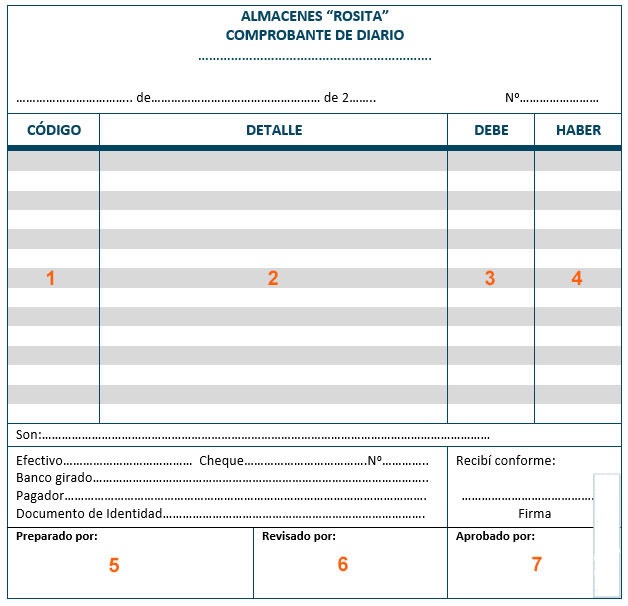 ALMACENES “ROSITA”
COMPROBANTE DE DIARIO
……………………………………………………………
…………………………….. de…………………………………………… de 2…….. Nº……………………
CÓDIGO DETALLE DEBE HABER
1 2 3 4
Son:………………………………………………………………………………………………………………………
Efectivo………………………………… Cheque……………………………….Nº………….
Banco girado…………………………………………………………………………………………
Recibí conforme:
Pagador…………………………………………………………………………………………………
Documento de Identidad…………………………………………………………………….
…………………………………
Firma
Preparado por: Revisado por: Aprobado por:
5 6 7